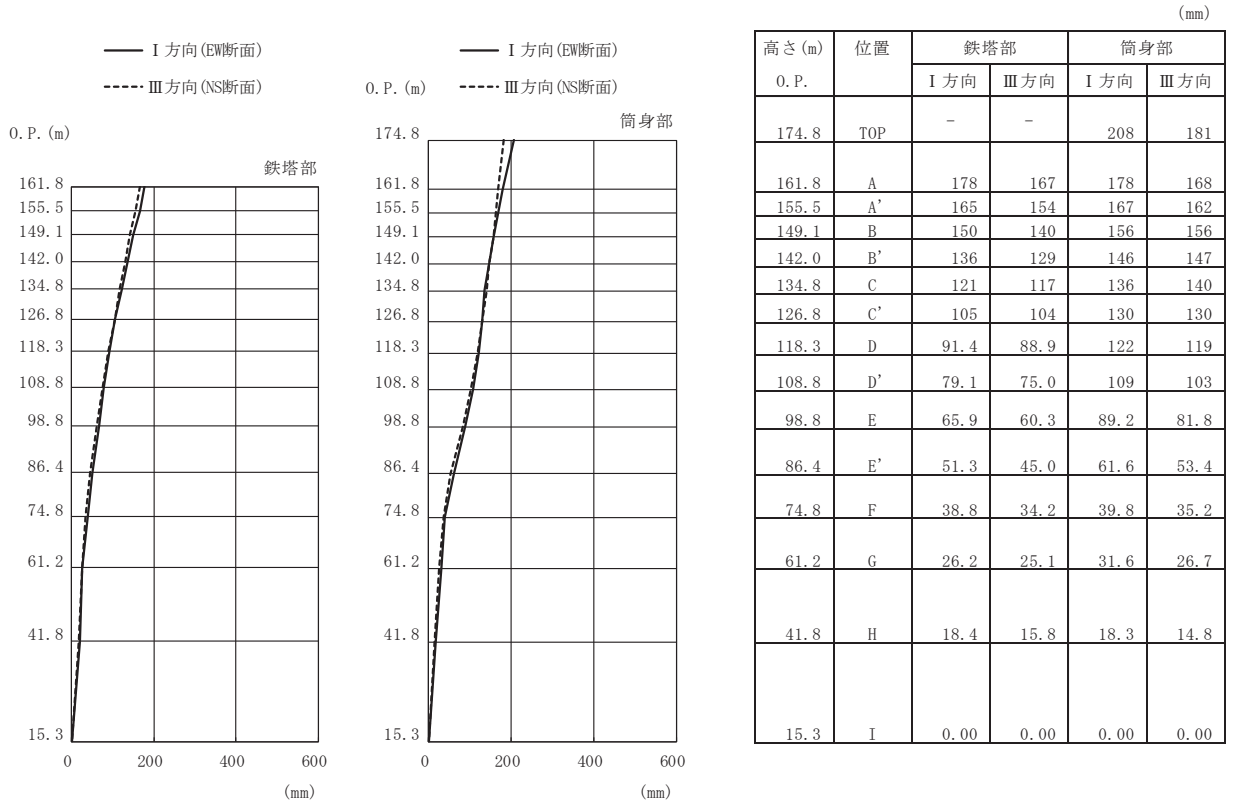 I 方向(EW断面)
Ⅲ方向(NS断面)
O.P.(m)
鉄塔部
161.8
155.5
149.1
142.0
134.8
126.8
118.3
108.8
98.8
86.4
74.8
61.2
41.8
15.3
0 200 400 600
(mm)
I 方向(EW断面)
O.P.(m) Ⅲ方向(NS断面)
筒身部
174.8
161.8
155.5
149.1
142.0
134.8
126.8
118.3
108.8
98.8
86.4
74.8
61.2
41.8
15.3
0 200 400 600
(mm)
(mm)
高さ(m) 位置 鉄塔部 筒身部
O.P. I 方向 Ⅲ方向 I 方向 Ⅲ方向
174.8 TOP － － 208 181
161.8 A 178 167 178 168
155.5 A' 165 154 167 162
149.1 B 150 140 156 156
142.0 B' 136 129 146 147
134.8 C 121 117 136 140
126.8 C' 105 104 130 130
118.3 D 91.4 88.9 122 119
108.8 D' 79.1 75.0 109 103
98.8 E 65.9 60.3 89.2 81.8
86.4 E' 51.3 45.0 61.6 53.4
74.8 F 38.8 34.2 39.8 35.2
61.2 G 26.2 25.1 31.6 26.7
41.8 H 18.4 15.8 18.3 14.8
15.3 I 0.00 0.00 0.00 0.00